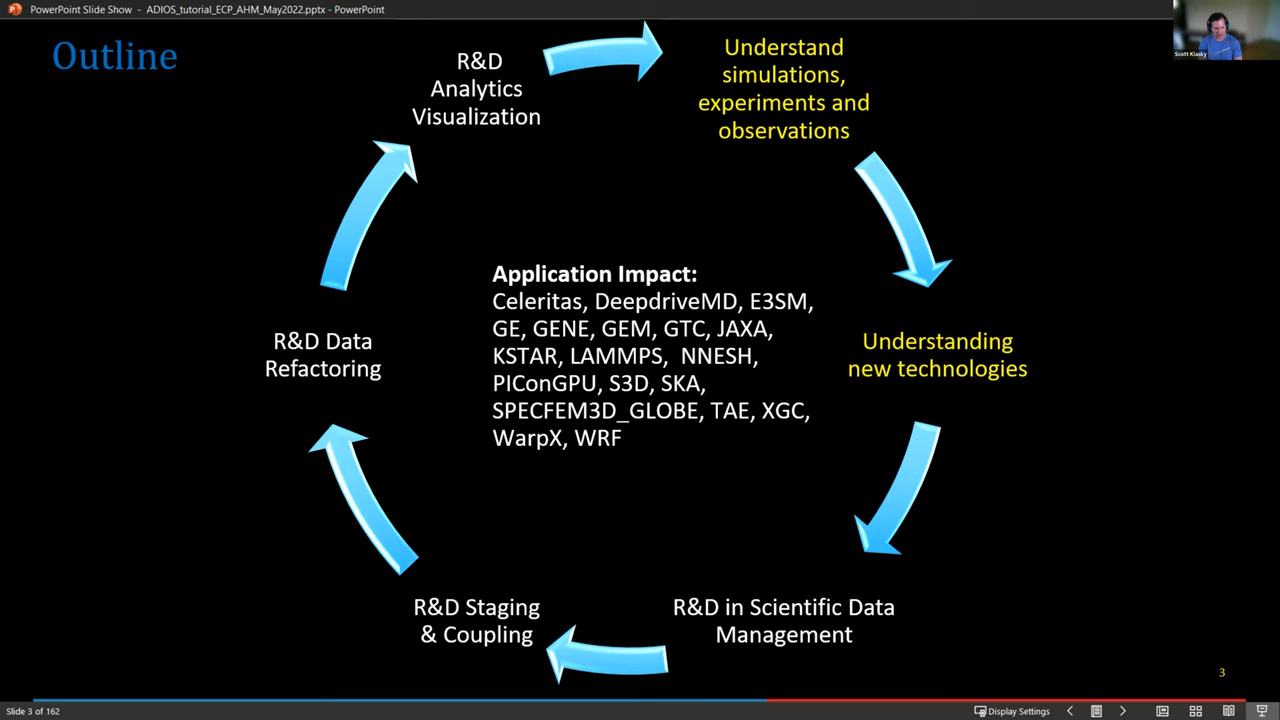 PowerPoint Slide Show - ADIOS_tutorial_ECP_AHM_May2022.pptx - PowerPoint
Scott Klasky
Outline
R&D
Analytics
Visualization
Understand
simulations,
experiments and
observations
Understanding
new technologies
R&D in Scientific Data
Management
R&D Staging
& Coupling
R&D Data
Refactoring
Application Impact:
Celeritas, DeepdriveMD, E3SM,
GE, GENE, GEM, GTC, JAXA,
KSTAR, LAMMPS, NNESH,
PIConGPU, S3D, SKA,
SPECFEM3D_GLOBE, TAE, XGC,
WarpX, WRF
3
Slide 3 of 162
Display Settings